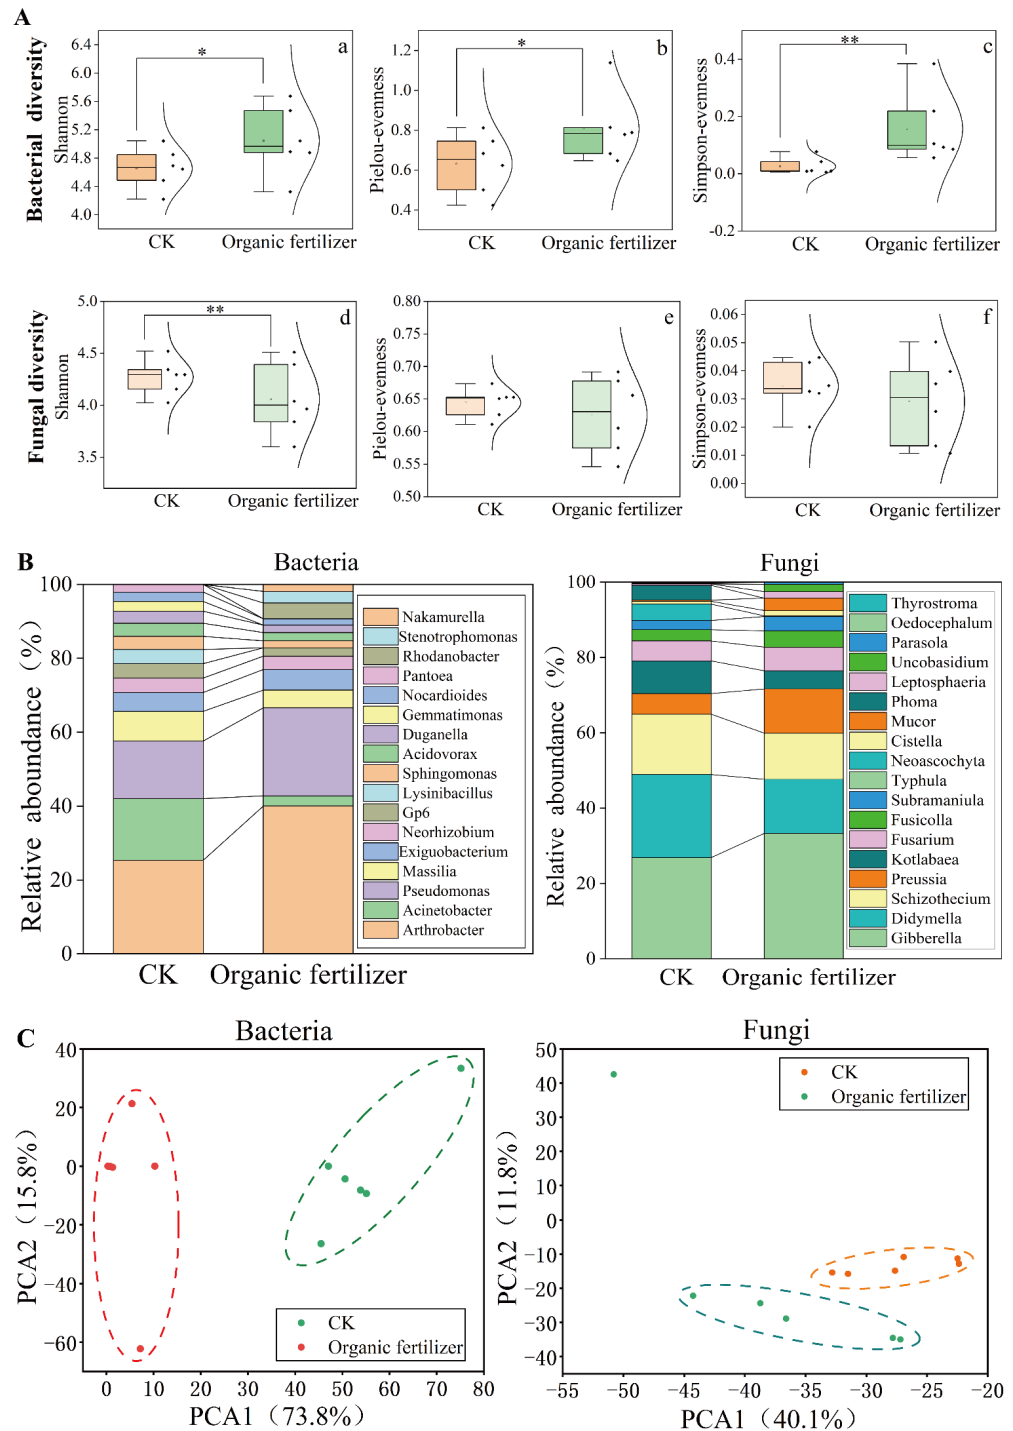 A
Bacterial diversity
Shannon
6.4
6.0
5.6
5.2
4.8
4.4
4.0
*
a
CK
Organic fertilizer
Pielou-evenness
1.2
1.0
0.8
0.6
0.4
*
b
CK
Organic fertilizer
Simpson-evenness
0.4
0.2
0.0
-0.2
**
c
CK
Organic fertilizer
Fungal diversity
Shannon
5.0
4.5
4.0
3.5
**
d
CK
Organic fertilizer
Pielou-evenness
0.80
0.75
0.70
0.65
0.60
0.55
0.50
e
CK
Organic fertilizer
Simpson-evenness
0.06
0.05
0.04
0.03
0.02
0.01
0.00
f
CK
Organic fertilizer
B
Bacteria
Relative aboundance (%)
100
80
60
40
20
0
CK
Organic fertilizer
Nakamurella
Stenotrophomonas
Rhodanobacter
Pantoea
Nocardioides
Gemmatimonas
Duganella
Acidovorax
Sphingomonas
Lysinibacillus
Gp6
Neorhizobium
Exiguobacterium
Massilia
Pseudomonas
Acinetobacter
Arthrobacter
Fungi
Relative aboundance (%)
100
80
60
40
20
0
CK
Organic fertilizer
Thyrostroma
Oedocephalum
Parasola
Uncobasidium
Leptosphaeria
Phoma
Mucor
Cistella
Neoascochyta
Typhula
Subramaniula
Fusicolla
Fusarium
Kotlabaea
Preussia
Schizothecium
Didymella
Gibberella
C
Bacteria
PCA2 (15.8%)
40
20
0
-20
-40
-60
CK
Organic fertilizer
0 10 20 30 40 50 60 70 80
PCA1 (73.8%)
Fungi
PCA2 (11.8%)
50
40
30
20
10
0
-10
-20
-30
-40
CK
Organic fertilizer
-55 -50 -45 -40 -35 -30 -25 -20
PCA1 (40.1%)